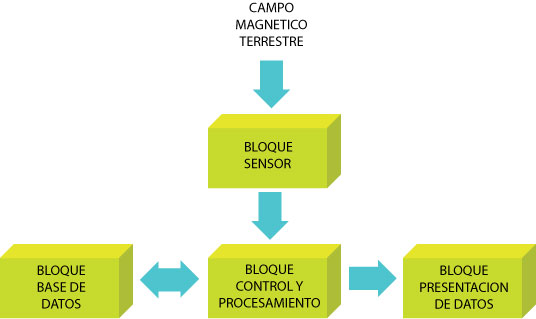 CAMPO
MAGNETICO
TERRESTRE
BLOQUE
SENSOR
BLOQUE
BASE DE
DATOS
BLOQUE
CONTROL Y
PROCESAMIENTO
BLOQUE
PRESENTACION
DE DATOS